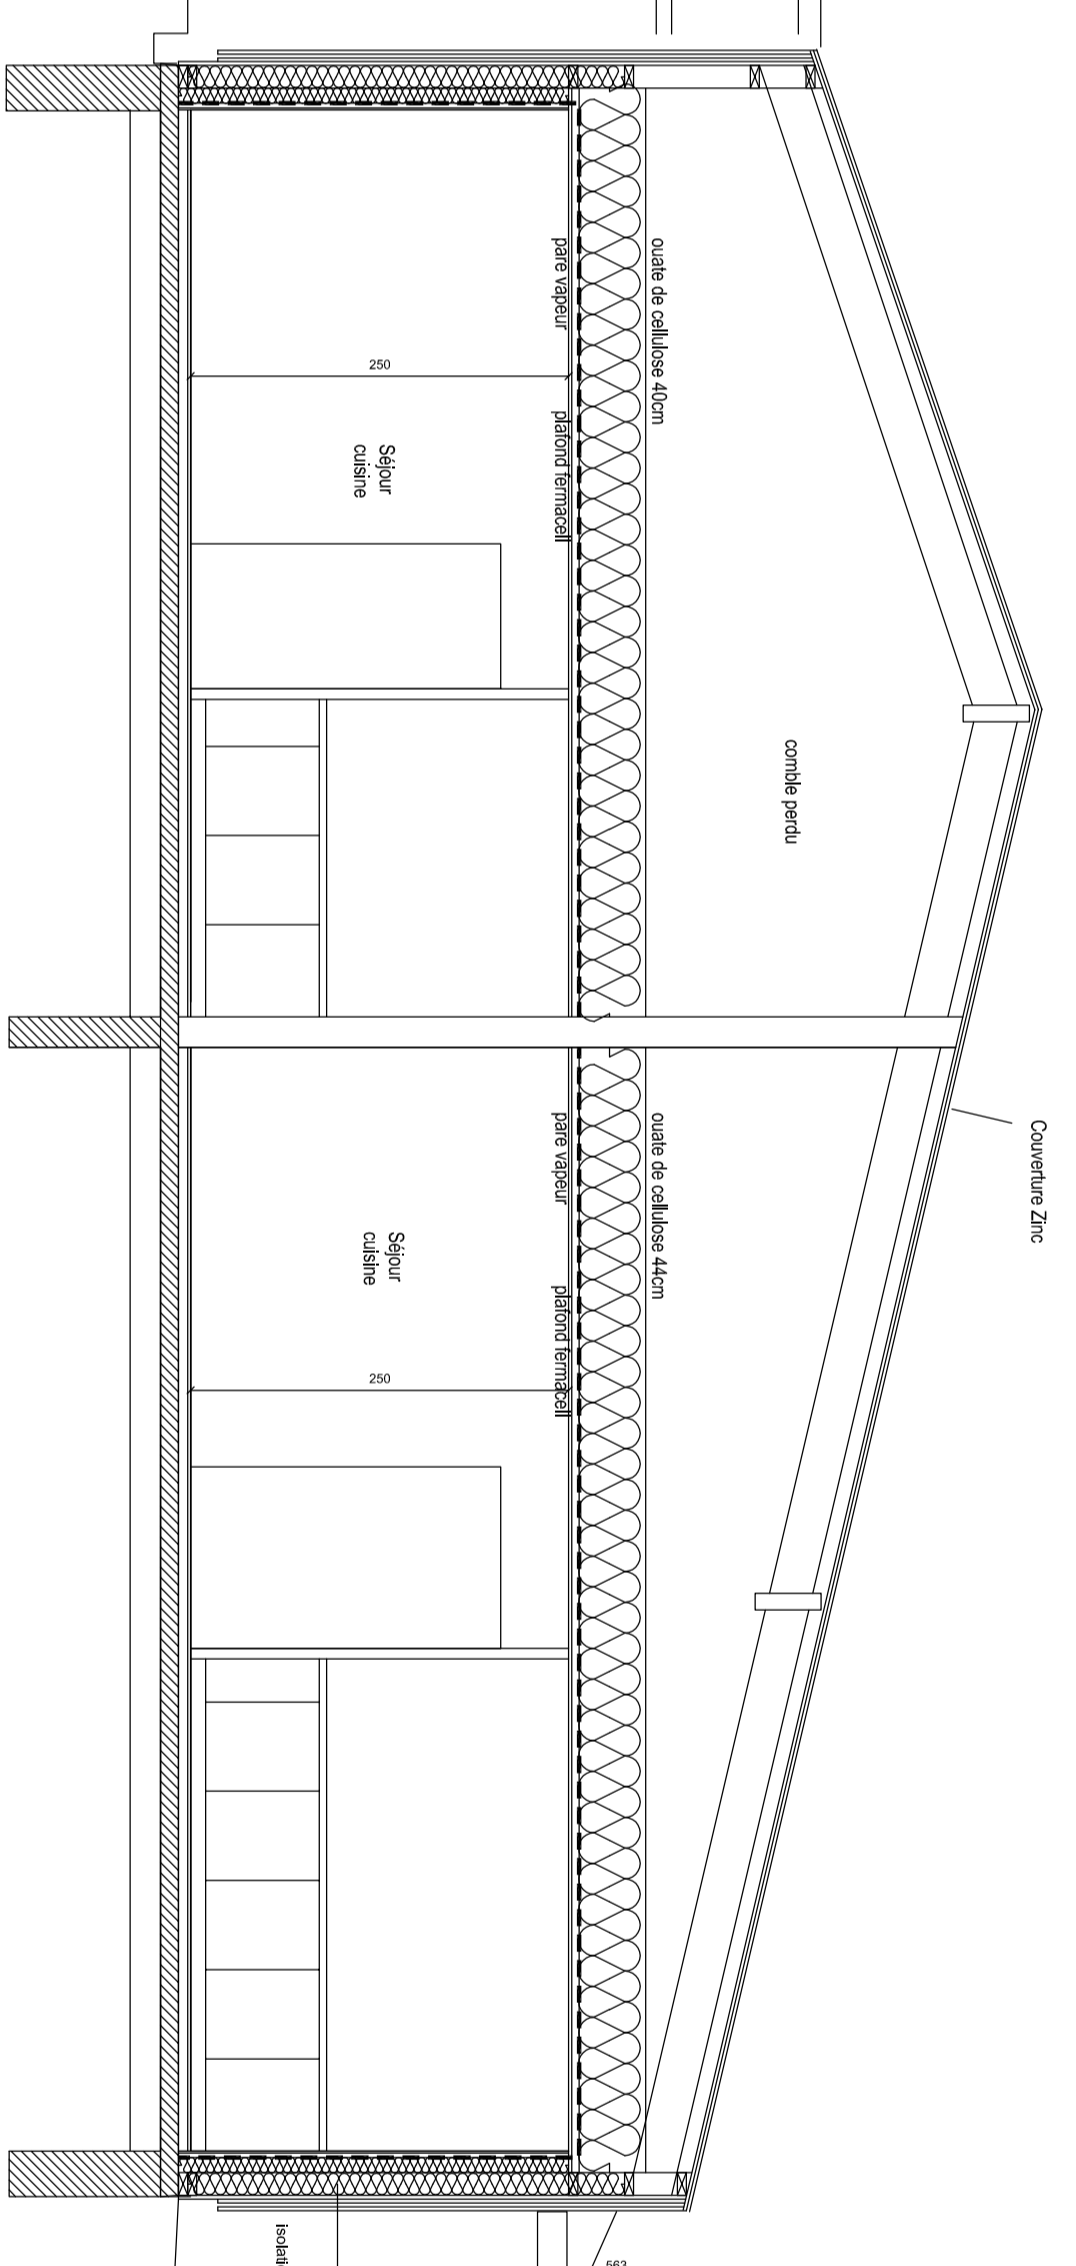 Couverture Zinc
comble perdu
ouate de cellulose 40cm
ouate de cellulose 44cm
pare vapeur
plafond fermacell
pare vapeur
plafond fermacell
250
Séjour
cuisine
Séjour
cuisine
250
563